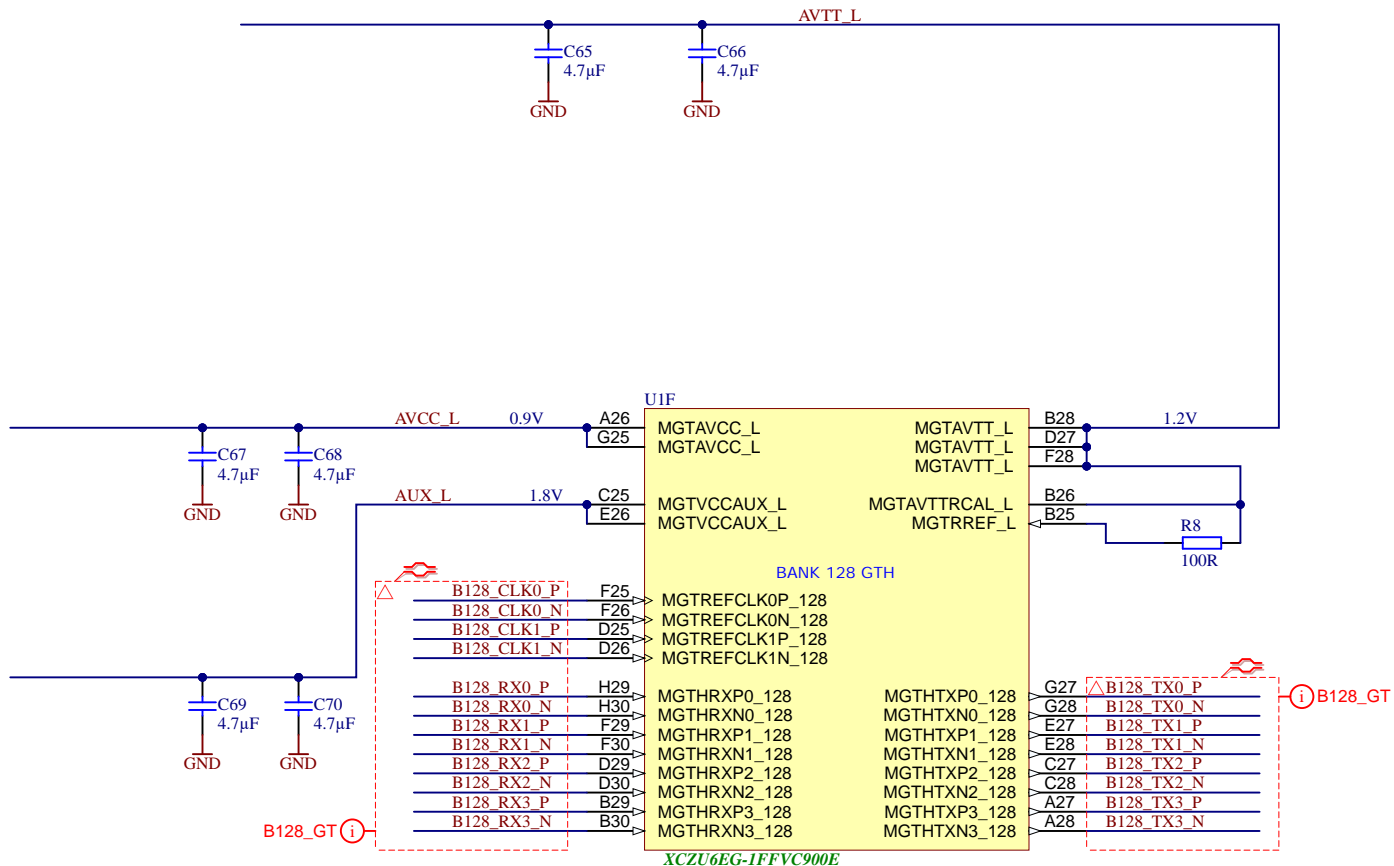 AVTT_L
C65
4.7µF
GND
C66
4.7µF
GND
U1F
AVCC_L 0.9V A26 MGTAVCC_L MGTAVTT_L B28 1.2V
G25 MGTAVCC_L MGTAVTT_L D27
MGTAVTT_L F28
C67
4.7µF
GND
C68
4.7µF
GND
AUX_L 1.8V C25 MGTVCCAUX_L MGTAVTTRCAL_L B26
E26 MGTVCCAUX_L MGTRREF_L B25
R8
100R
BANK 128 GTH
B128_CLK0_P F25 MGTREFCLK0P_128
B128_CLK0_N F26 MGTREFCLK0N_128
B128_CLK1_P D25 MGTREFCLK1P_128
B128_CLK1_N D26 MGTREFCLK1N_128
C69
4.7µF
GND
C70
4.7µF
GND
B128_RX0_P H29 MGTHRXP0_128 MGTHTXP0_128 G27 B128_TX0_P
B128_RX0_N H30 MGTHRXN0_128 MGTHTXN0_128 G28 B128_TX0_N
B128_RX1_P F29 MGTHRXP1_128 MGTHTXP1_128 E27 B128_TX1_P
B128_RX1_N F30 MGTHRXN1_128 MGTHTXN1_128 E28 B128_TX1_N
B128_RX2_P D29 MGTHRXP2_128 MGTHTXP2_128 C27 B128_TX2_P
B128_RX2_N D30 MGTHRXN2_128 MGTHTXN2_128 C28 B128_TX2_N
B128_RX3_P B29 MGTHRXP3_128 MGTHTXP3_128 A27 B128_TX3_P
B128_RX3_N B30 MGTHRXN3_128 MGTHTXN3_128 A28 B128_TX3_N
i B128_GT
B128_GT i
XCZU6EG-1FFVC900E